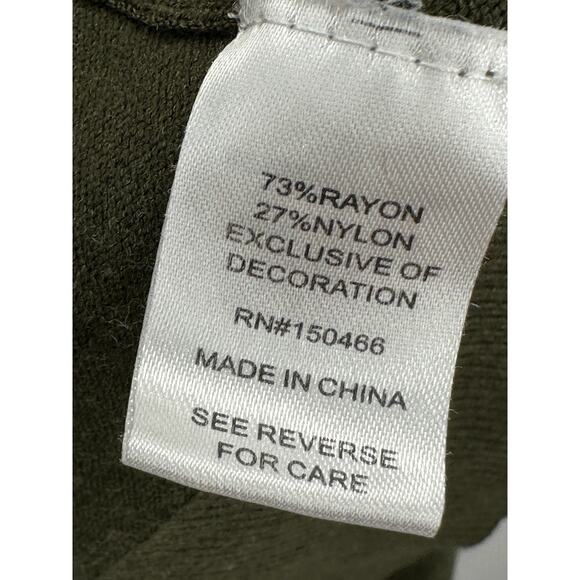 73%RAYON
27%NYLON
EXCLUSIVE OF
DECORATION
RN#150466
MADE IN CHINA
SEE REVERSE
FOR CARE